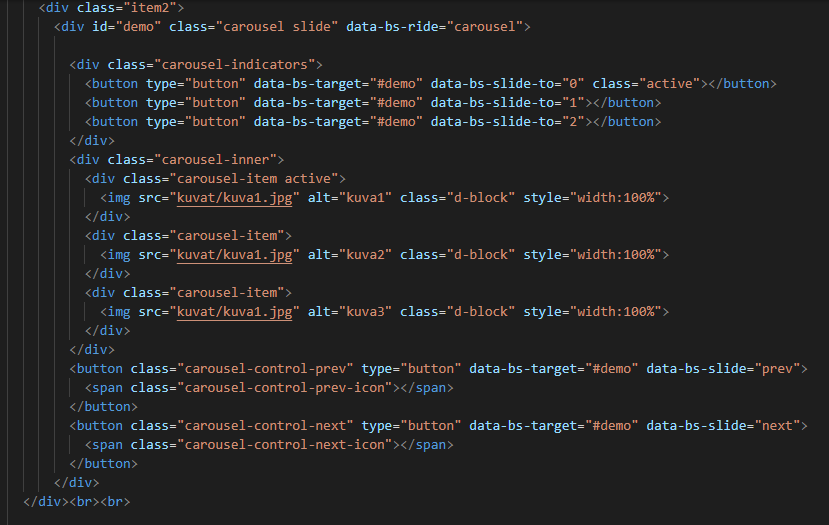 <div class="item2">
<div id="demo" class="carousel slide" data-bs-ride="carousel">
<div class="carousel-indicators">
<button type="button" data-bs-target="#demo" data-bs-slide-to="0" class="active"></button>
<button type="button" data-bs-target="#demo" data-bs-slide-to="1"></button>
<button type="button" data-bs-target="#demo" data-bs-slide-to="2"></button>
</div>
<div class="carousel-inner">
<div class="carousel-item active">
<img src="kuvat/kuva1.jpg" alt="kuva1" class="d-block" style="width:100%">
</div>
<div class="carousel-item">
<img src="kuvat/kuva1.jpg" alt="kuva2" class="d-block" style="width:100%">
</div>
<div class="carousel-item">
<img src="kuvat/kuva1.jpg" alt="kuva3" class="d-block" style="width:100%">
</div>
</div>
<button class="carousel-control-prev" type="button" data-bs-target="#demo" data-bs-slide="prev">
<span class="carousel-control-prev-icon"></span>
</button>
<button class="carousel-control-next" type="button" data-bs-target="#demo" data-bs-slide="next">
<span class="carousel-control-next-icon"></span>
</button>
</div>
</div><br><br>